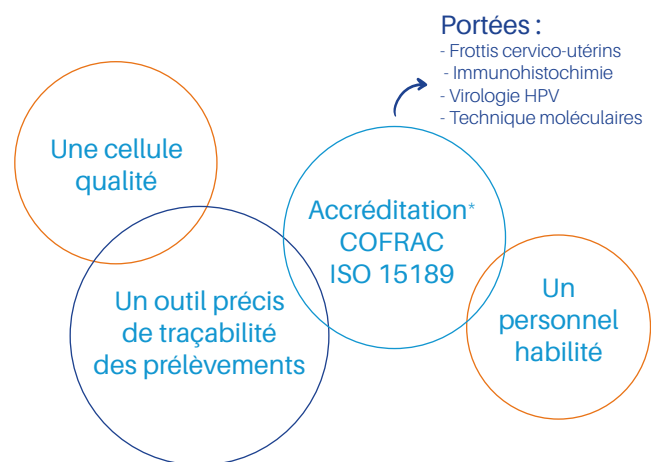 Portées :
- Frottis cervico-utérins
- Immunohistochimie
- Virologie HPV
- Technique moléculaires
Une cellule
qualité
Accréditation*
COFRAC
ISO 15189
Un outil précis
de traçabilité
des prélèvements
Un
personnel
habilité